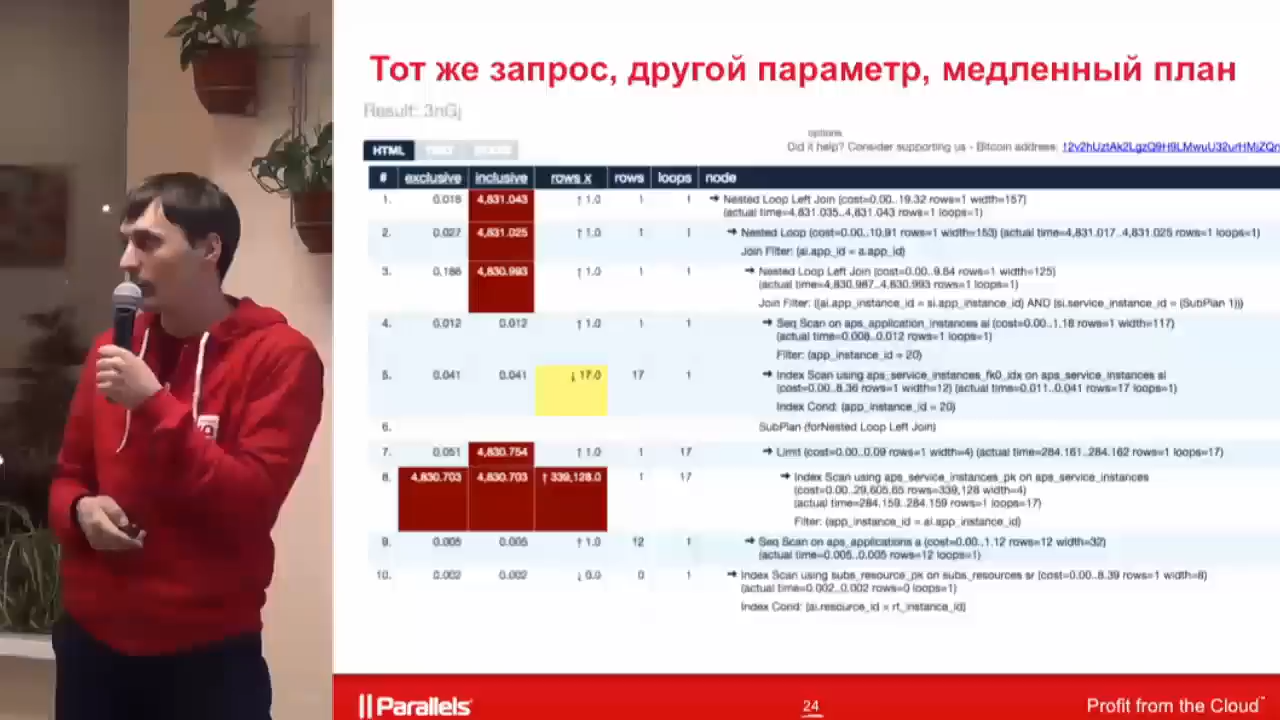 Тот же запрос, другой параметр, медленный план
Result: 3nGj
options
Did it help? Consider supporting us - Bitcoin address:
HTML
# exclusive inclusive rows x rows loops node
1. 0.018 4,831.043 ↑ 1.0 1 1 → Nested Loop Left Join (cost=0.00..19.32 rows=1 width=157)
(actual time=4,831.035..4,831.043 rows=1 loops=1)
2. 0.027 4,831.025 ↑ 1.0 1 1 → Nested Loop (cost=0.00..10.91 rows=1 width=153) (actual time=4,831.017..4,831.025 rows=1 loops=1)
Join Filter: (ai.app_id = a.app_id)
3. 0.186 4,830.993 ↑ 1.0 1 1 → Nested Loop Left Join (cost=0.00..9.64 rows=1 width=125)
(actual time=4,830.987..4,830.993 rows=1 loops=1)
Join Filter: ((ai.app_instance_id = si.app_instance_id) AND (si.service_instance_id = (SubPlan 1)))
4. 0.012 0.012 ↑ 1.0 1 1 → Seq Scan on aps_application_instances ai (cost=0.00..1.18 rows=1 width=117)
(actual time=0.008..0.012 rows=1 loops=1)
Filter: (app_instance_id = 20)
5. 0.041 0.041 ↓ 17.0 17 1 → Index Scan using aps_service_instances_fk0_idx on aps_service_instances si
(cost=0.00..8.36 rows=1 width=12) (actual time=0.011..0.041 rows=17 loops=1)
Index Cond: (app_instance_id = 20)
6. SubPlan (forNested Loop Left Join)
7. 0.051 4,830.754 ↑ 1.0 1 17 → Limit (cost=0.00..0.09 rows=1 width=4) (actual time=284.161..284.162 rows=1 loops=17)
8. 4,830.703 4,830.703 ↑ 339,128.0 1 17 → Index Scan using aps_service_instances_pk on aps_service_instances
(cost=0.00..29,605.65 rows=339,128 width=4)
(actual time=284.159..284.159 rows=1 loops=17)
Filter: (app_instance_id = ai.app_instance_id)
9. 0.005 0.005 ↑ 1.0 12 1 → Seq Scan on aps_applications a (cost=0.00..1.12 rows=12 width=32)
(actual time=0.005..0.005 rows=12 loops=1)
10. 0.002 0.002 ↓ 0.0 0 1 → Index Scan using subs_resource_pk on subs_resources sr (cost=0.00..8.39 rows=1 width=8)
(actual time=0.002..0.002 rows=0 loops=1)
Index Cond: (ai.resource_id = rt_instance_id)
|| Parallels 24 Profit from the Cloud™